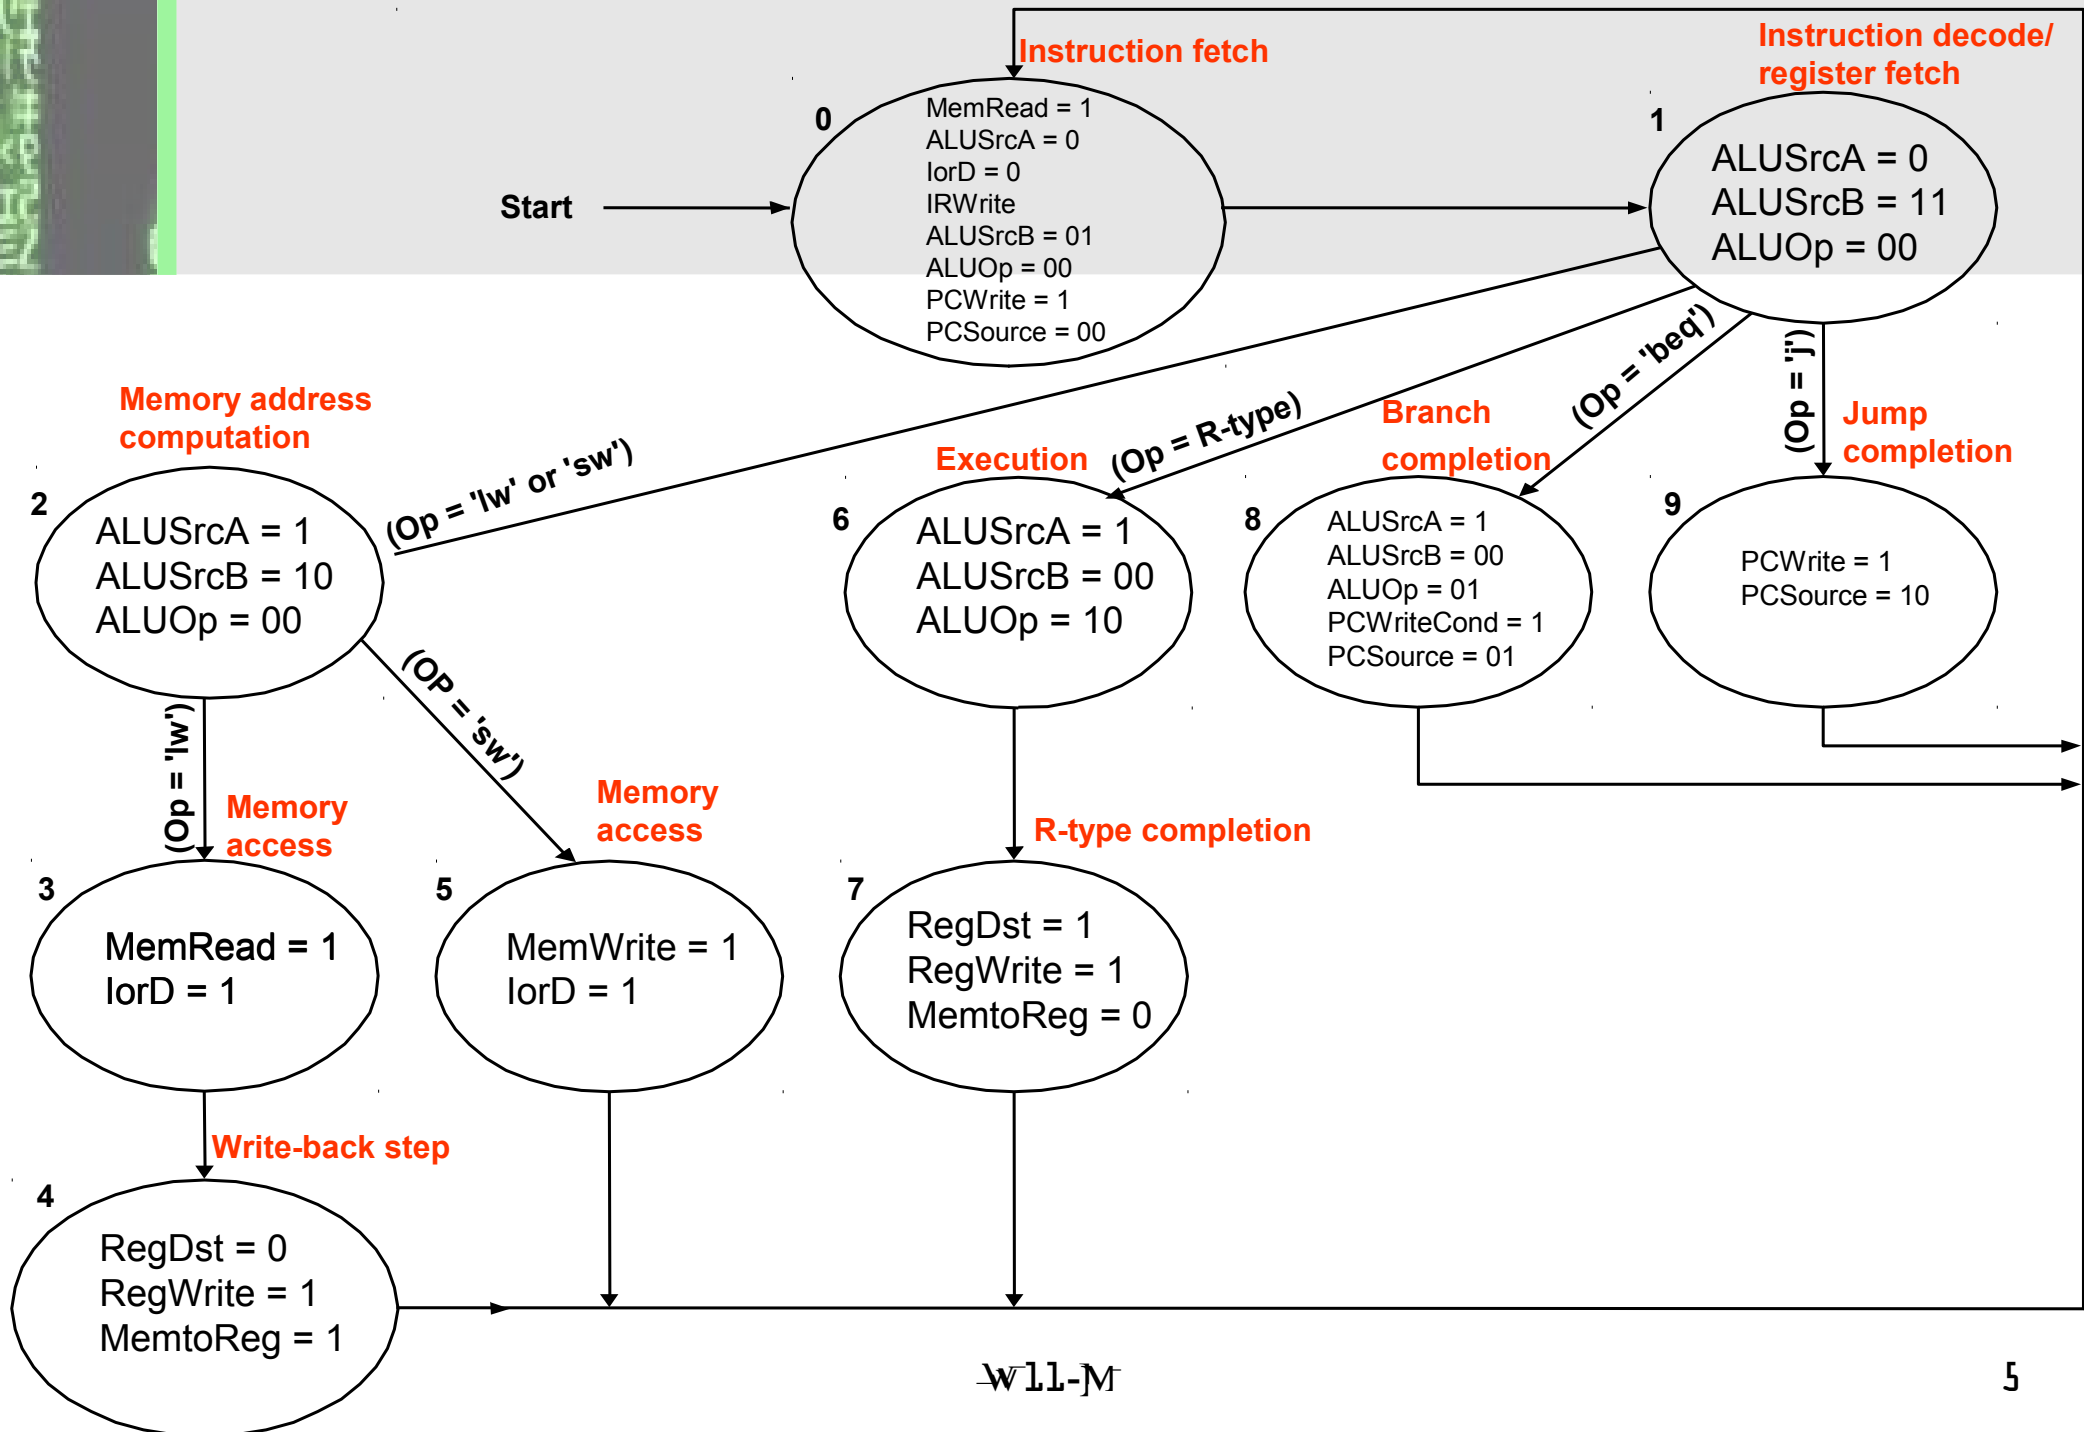 Instruction fetch
Instruction decode/
register fetch
0
MemRead = 1
ALUSrcA = 0
IorD = 0
IRWrite
ALUSrcB = 01
ALUOp = 00
PCWrite = 1
PCSource = 00
1
ALUSrcA = 0
ALUSrcB = 11
ALUOp = 00
Start
(Op = 'lw' or 'sw')
(Op = R-type)
(Op = 'beq')
(Op = 'j')
Memory address
computation
2
ALUSrcA = 1
ALUSrcB = 10
ALUOp = 00
Execution
6
ALUSrcA = 1
ALUSrcB = 00
ALUOp = 10
Branch
completion
8
ALUSrcA = 1
ALUSrcB = 00
ALUOp = 01
PCWriteCond = 1
PCSource = 01
Jump
completion
9
PCWrite = 1
PCSource = 10
(Op = 'lw')
(OP = 'sw')
Memory
access
3
MemRead = 1
IorD = 1
Memory
access
5
MemWrite = 1
IorD = 1
R-type completion
7
RegDst = 1
RegWrite = 1
MemtoReg = 0
Write-back step
4
RegDst = 0
RegWrite = 1
MemtoReg = 1
W11-M
5